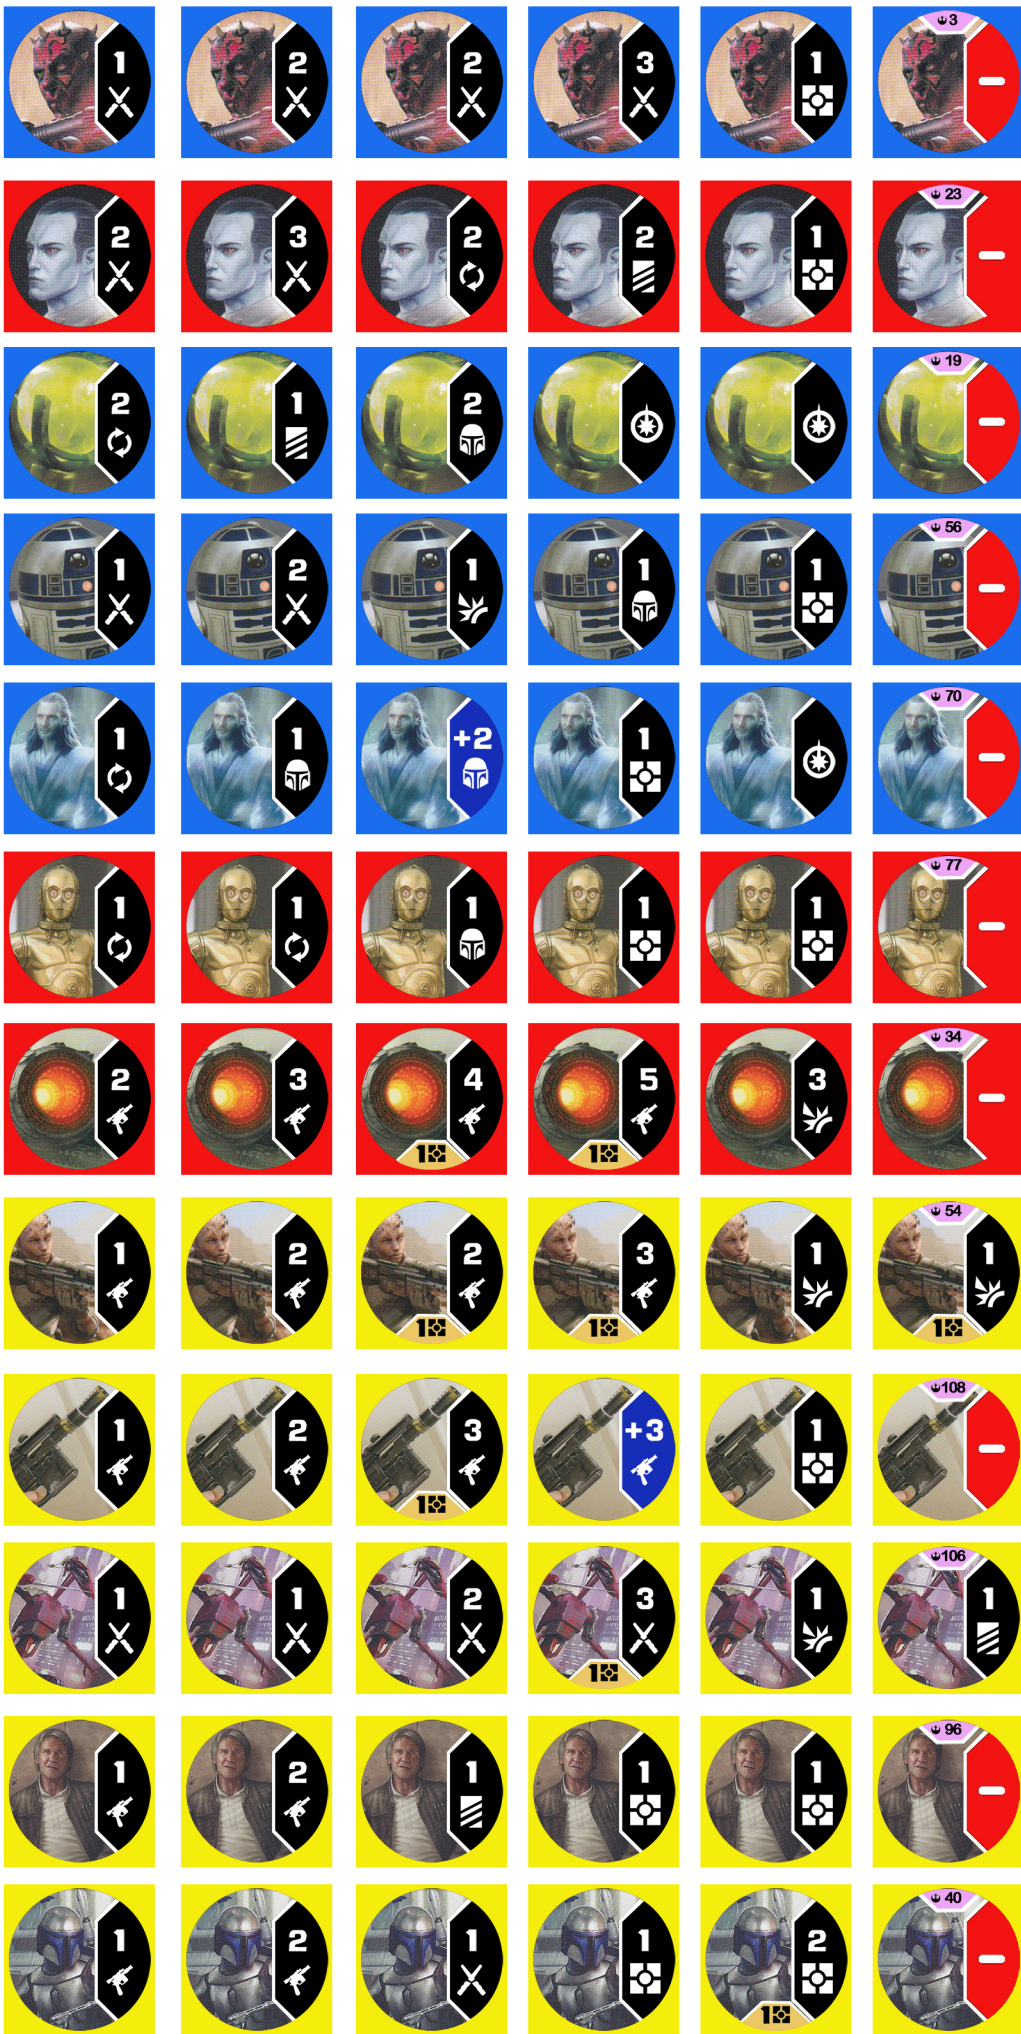 1 2 2 3 1 3
2 3 2 2 1 23
2 1 2 19
1 2 1 1 1 56
1 1 +2 1 70
1 1 1 1 1 77
2 3 4 1 5 1 3 34
1 2 2 1 3 1 1 54 1 1
1 2 3 1 +3 1 108
1 1 2 3 1 1 106 1
1 2 1 1 1 96
1 2 1 1 2 1 40